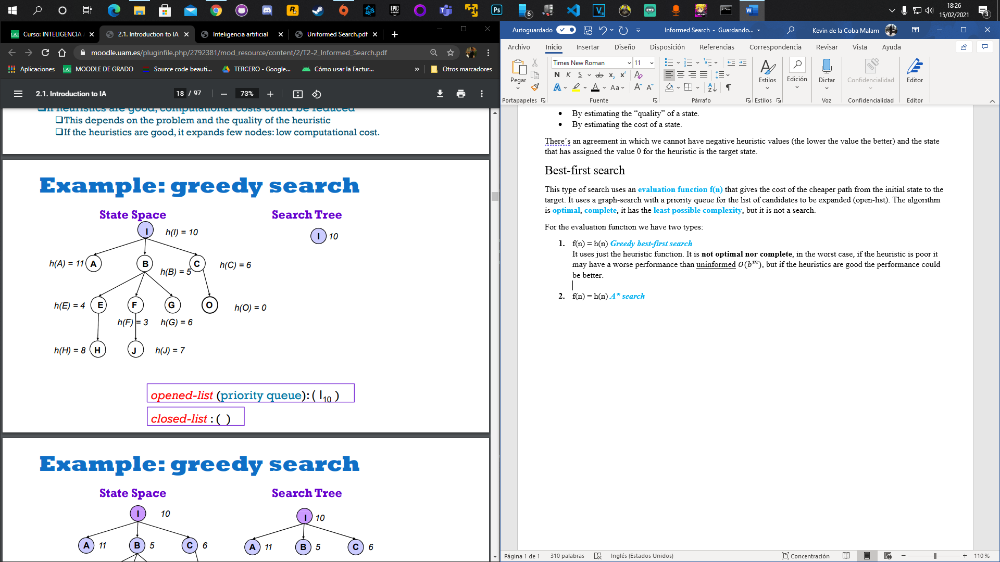 6
18:26
15/02/2021
3
Curso: INTELIGENCIA
2.1. Introduction to IA
Inteligencia artificial
Uniformed Search.pdf
moodle.uam.es/pluginfile.php/2792381/mod_resource/content/2/T2-2_Informed_Search.pdf
Aplicaciones
MOODLE DE GRADO
Source code beauti...
TERCERO - Google...
Cómo usar la Factur...
»
Otros marcadores
2.1. Introduction to IA
18 / 97
73%
If heuristics are good, computational costs could be reduced
This depends on the problem and the quality of the heuristic
If the heuristics are good, it expands few nodes: low computational cost.
Example: greedy search
State Space
Search Tree
I
h(I) = 10
I
10
h(A) = 11
A
B
h(B) = 5
C
h(C) = 6
h(E) = 4
E
F
G
O
h(O) = 0
h(F) = 3
h(G) = 6
h(H) = 8
H
J
h(J) = 7
opened-list (priority queue): ( I10 )
closed-list : ( )
Example: greedy search
State Space
Search Tree
I
10
I
10
A
11
B
5
C
6
A
11
B
5
C
6
Autoguardado
Informed Search - Guardando...
Kevin de la Coba Malam
Archivo
Inicio
Insertar
Diseño
Disposición
Referencias
Correspondencia
Revisar
Vista
Ayuda
Pegar
Times New Roman
11
N K S ab x2 x2
A A Aa A A
Estilos
Edición
Dictar
Confidencialidad
Editor
Portapapeles
Fuente
Párrafo
Estilos
Voz
Confidencialidad
Editor
• By estimating the “quality” of a state.
• By estimating the cost of a state.
There’s an agreement in which we cannot have negative heuristic values (the lower the value the better) and the state
that has assigned the value 0 for the heuristic is the target state.
Best-first search
This type of search uses an evaluation function f(n) that gives the cost of the cheaper path from the initial state to the
target. It uses a graph-search with a priority queue for the list of candidates to be expanded (open-list). The algorithm
is optimal, complete, it has the least possible complexity, but it is not a search.
For the evaluation function we have two types:
1. f(n) = h(n) Greedy best-first search
It uses just the heuristic function. It is not optimal nor complete, in the worst case, if the heuristic is poor it
may have a worse performance than uninformed O(b^m), but if the heuristics are good the performance could
be better.
2. f(n) = h(n) A* search
Página 1 de 1
310 palabras
Inglés (Estados Unidos)
Concentración
110 %